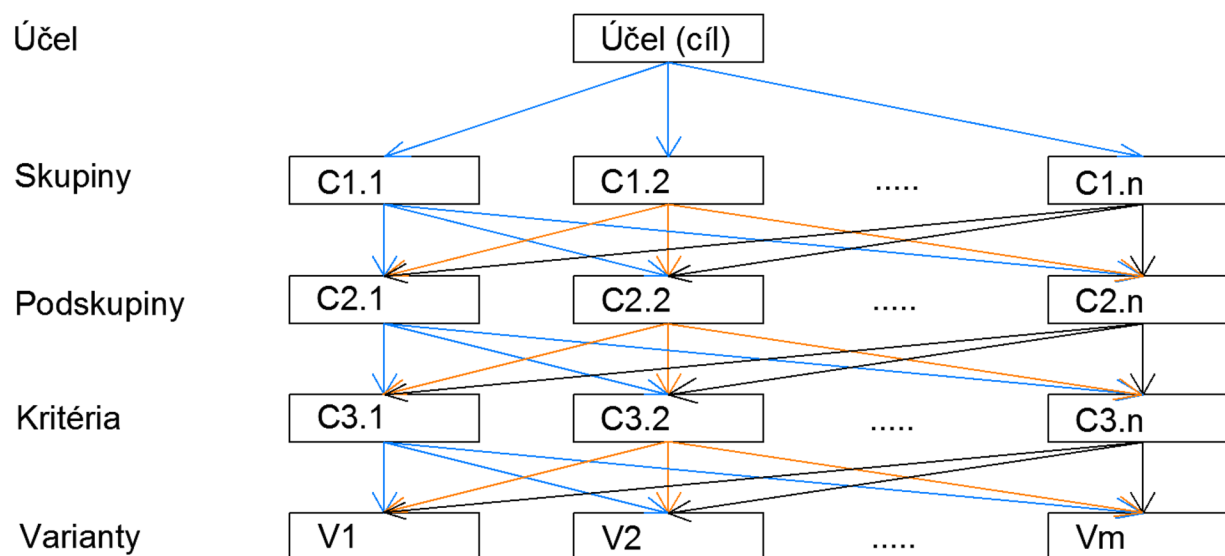 Účel Účel (cíl)
Skupiny C1.1 C1.2 ..... C1.n
Podskupiny C2.1 C2.2 ..... C2.n
Kritéria C3.1 C3.2 ..... C3.n
Varianty V1 V2 ..... Vm